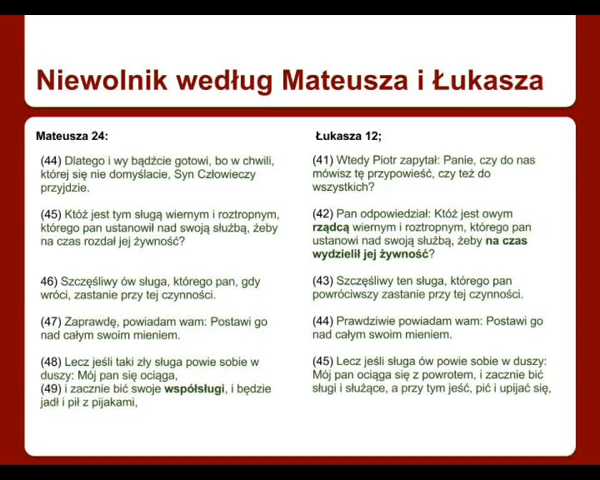 Niewolnik według Mateusza i Łukasza
Mateusza 24:
(44) Dlatego i wy bądźcie gotowi, bo w chwili,
której się nie domyślacie, Syn Człowieczy
przyjdzie.
(45) Któż jest tym sługą wiernym i roztropnym,
którego pan ustanowił nad swoją służbą, żeby
na czas rozdał jej żywność?
46) Szczęśliwy ów sługa, którego pan, gdy
wróci, zastanie przy tej czynności.
(47) Zaprawdę, powiadam wam: Postawi go
nad całym swoim mieniem.
(48) Lecz jeśli taki zły sługa powie sobie w
duszy: Mój pan się ociąga,
(49) i zacznie bić swoje współsługi, i będzie
jadł i pił z pijakami,
Łukasza 12;
(41) Wtedy Piotr zapytał: Panie, czy do nas
mówisz tę przypowieść, czy też do
wszystkich?
(42) Pan odpowiedział: Któż jest owym
rządcą wiernym i roztropnym, którego pan
ustanowi nad swoją służbą, żeby na czas
wydzielił jej żywność?
(43) Szczęśliwy ten sługa, którego pan
powróciwszy zastanie przy tej czynności.
(44) Prawdziwie powiadam wam: Postawi go
nad całym swoim mieniem.
(45) Lecz jeśli sługa ów powie sobie w duszy:
Mój pan ociąga się z powrotem, i zacznie bić
sługi i służące, a przy tym jeść, pić i upijać się,